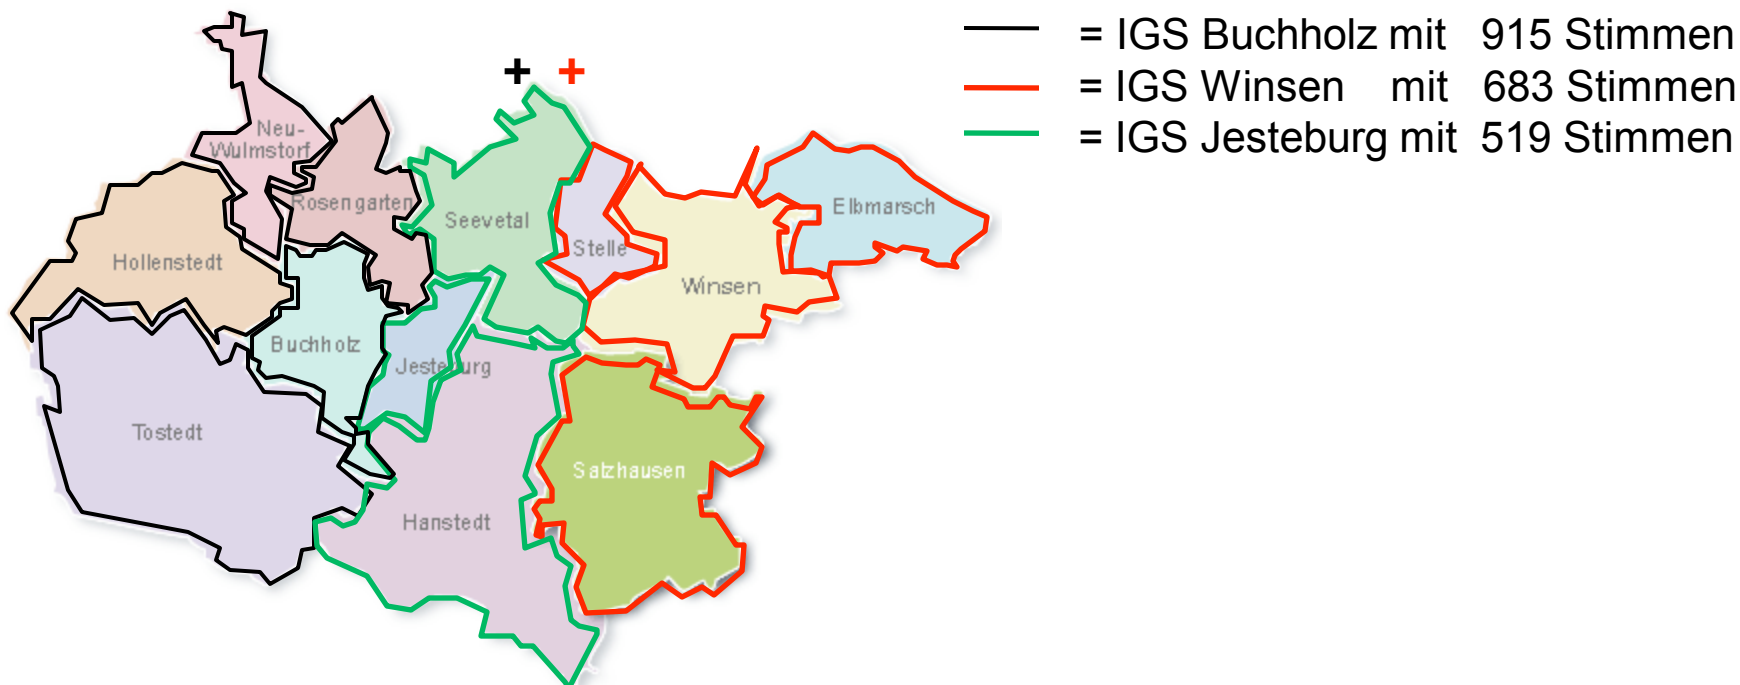 = IGS Buchholz mit 915 Stimmen
= IGS Winsen mit 683 Stimmen
= IGS Jesteburg mit 519 Stimmen
+ +
Neu-
Wulmstorf
Rosengarten
Hollenstedt
Seevetal
Stelle
Elbmarsch
Winsen
Buchholz
Jesteburg
Tostedt
Salzhausen
Hanstedt